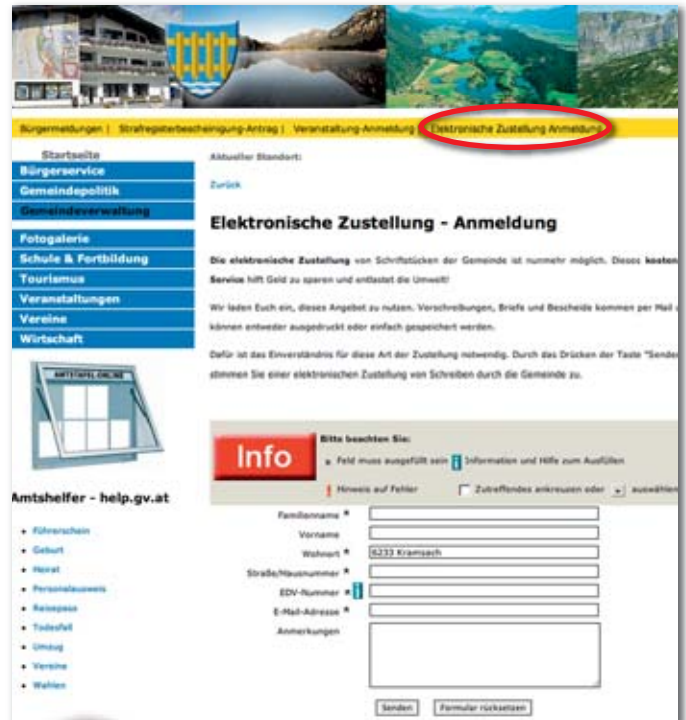 Bürgermeldungen | Strafregisterbescheinigung-Antrag | Veranstaltung-Anmeldung | Elektronische Zustellung Anmeldung
Startseite
Bürgerservice
Gemeindepolitik
Gemeindeverwaltung
Fotogalerie
Schule & Fortbildung
Tourismus
Veranstaltungen
Vereine
Wirtschaft
AMTSTAFEL-ONLINE
Amtshelfer - help.gv.at
• Führerschein
• Geburt
• Heirat
• Personalausweis
• Reisepass
• Todesfall
• Umzug
• Vereine
• Wahlen
Aktueller Standort:
Zurück
Elektronische Zustellung - Anmeldung
Die elektronische Zustellung von Schriftstücken der Gemeinde ist nunmehr möglich. Dieses kosten
Service hilft Geld zu sparen und entlastet die Umwelt!
Wir laden Euch ein, dieses Angebot zu nutzen. Vorschreibungen, Briefe und Bescheide kommen per Mail
können entweder ausgedruckt oder einfach gespeichert werden.
Dafür ist das Einverständnis für diese Art der Zustellung notwendig. Durch das Drücken der Taste "Sende
stimmen Sie einer elektronischen Zustellung von Schreiben durch die Gemeinde zu.
Info
Bitte beachten Sie:
* Feld muss ausgefüllt sein i Information und Hilfe zum Ausfüllen
! Hinweis auf Fehler Zutreffendes ankreuzen oder auswählen
Familienname *
Vorname
Wohnort * 6233 Kramsach
Straße/Hausnummer *
EDV-Nummer * i
E-Mail-Adresse *
Anmerkungen
Senden Formular rücksetzen